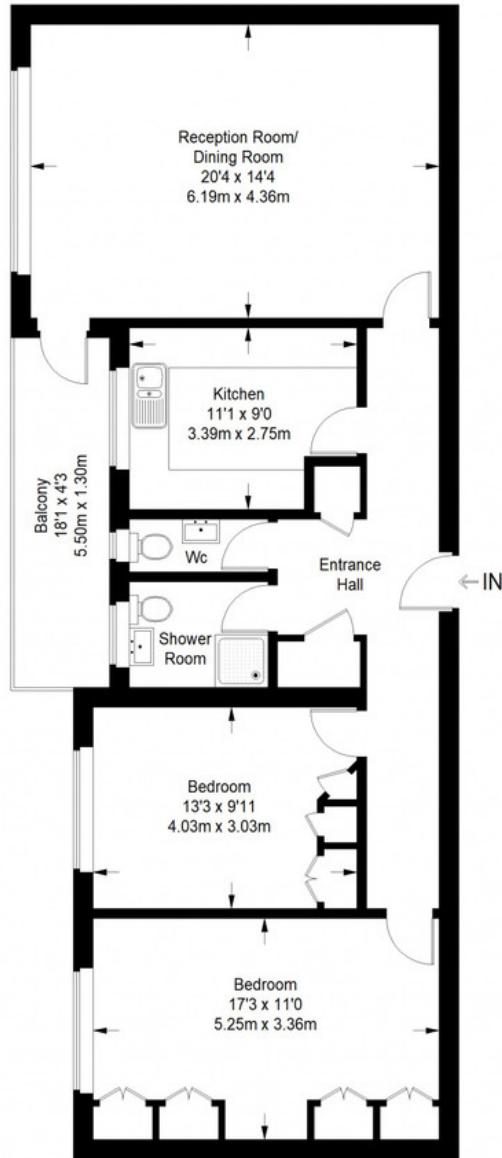 Reception Room/
Dining Room
20'4 x 14'4
6.19m x 4.36m
Kitchen
11'1 x 9'0
3.39m x 2.75m
Balcony
18'1 x 4'3
5.50m x 1.30m
Wc
Entrance
Hall
IN
Shower
Room
Bedroom
13'3 x 9'11
4.03m x 3.03m
Bedroom
17'3 x 11'0
5.25m x 3.36m